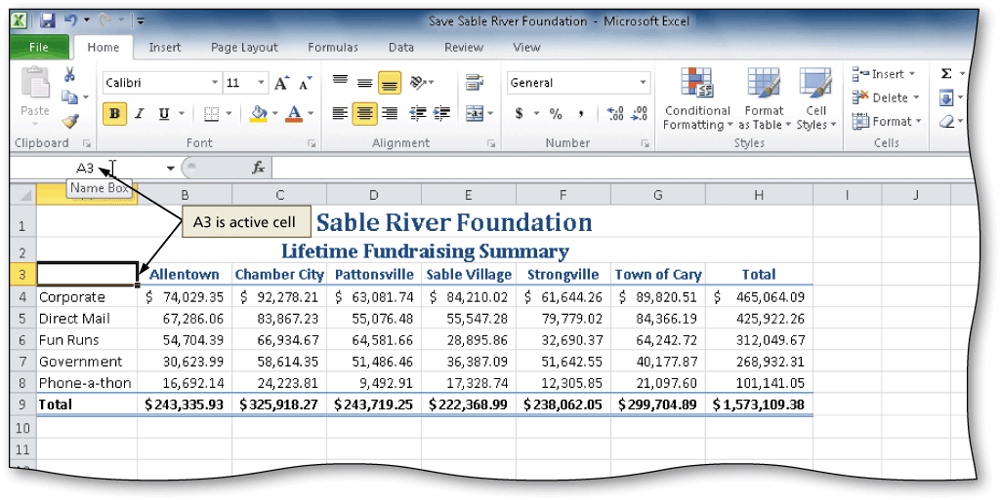 Save Sable River Foundation - Microsoft Excel
File Home Insert Page Layout Formulas Data Review View
Calibri 11 General Insert
Paste Conditional Format Cell Delete
B I U $ % , Formatting as Table Styles Format
Clipboard Font Alignment Number Styles Cells
A3 fx
Name Box
A B C D E F G H I J
A3 is active cell
1 Sable River Foundation
2 Lifetime Fundraising Summary
3 Allentown Chamber City Pattonsville Sable Village Strongville Town of Cary Total
4 Corporate $ 74,029.35 $ 92,278.21 $ 63,081.74 $ 84,210.02 $ 61,644.26 $ 89,820.51 $ 465,064.09
5 Direct Mail 67,286.06 83,867.23 55,076.48 55,547.28 79,779.02 84,366.19 425,922.26
6 Fun Runs 54,704.39 66,934.67 64,581.66 28,895.86 32,690.37 64,242.72 312,049.67
7 Government 30,623.99 58,614.35 51,486.46 36,387.09 51,642.55 40,177.87 268,932.31
8 Phone-a-thon 16,692.14 24,223.81 9,492.91 17,328.74 12,305.85 21,097.60 101,141.05
9 Total $243,335.93 $325,918.27 $243,719.25 $222,368.99 $238,062.05 $299,704.89 $1,573,109.38
10
11